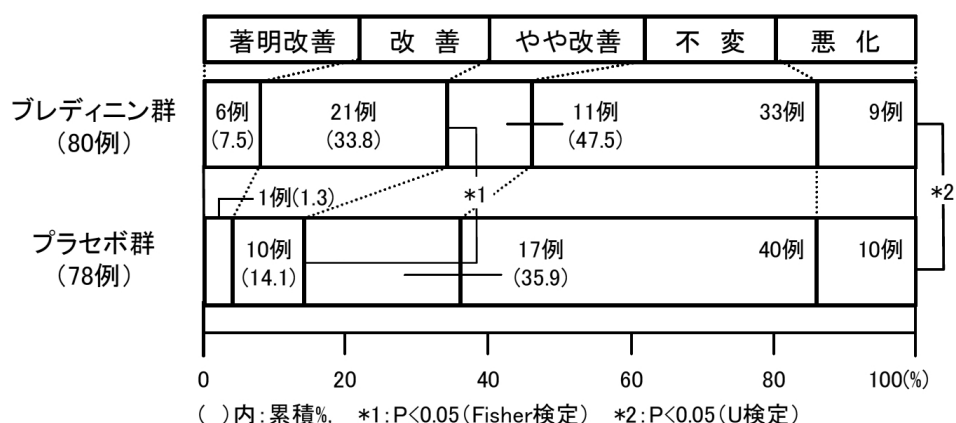 著明改善 改 善 やや改善 不 変 悪 化
ブレディニン群
(80例)
6例
(7.5)
21例
(33.8)
11例
(47.5)
33例
9例
1例(1.3)
*1
*2
プラセボ群
(78例)
10例
(14.1)
17例
(35.9)
40例
10例
0 20 40 60 80 100(%)
( )内:累積%. *1:P<0.05(Fisher検定) *2:P<0.05(U検定)